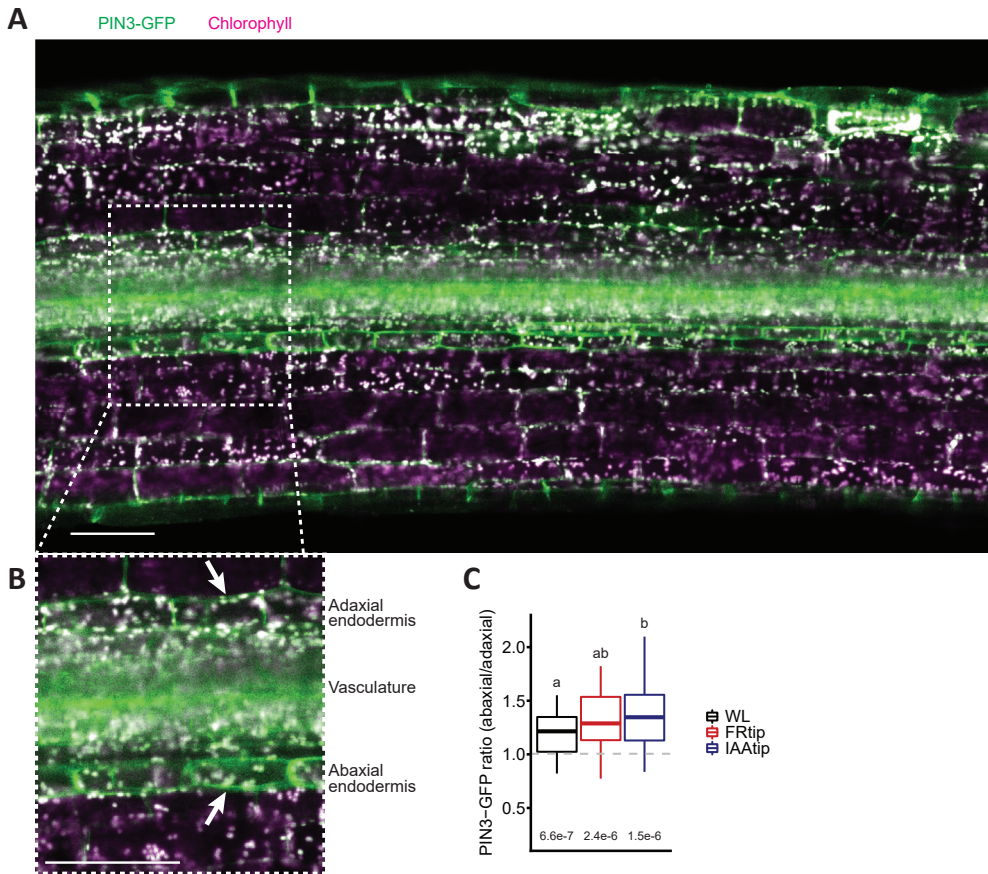 A
PIN3-GFP Chlorophyll
B
Adaxial
endodermis
Vasculature
Abaxial
endodermis
C
PIN3−GFP ratio (abaxial/adaxial)
2.0
1.5
1.0
0.5
a
ab
b
6.6e-7 2.4e-6 1.5e-6
WL
FRtip
IAAtip